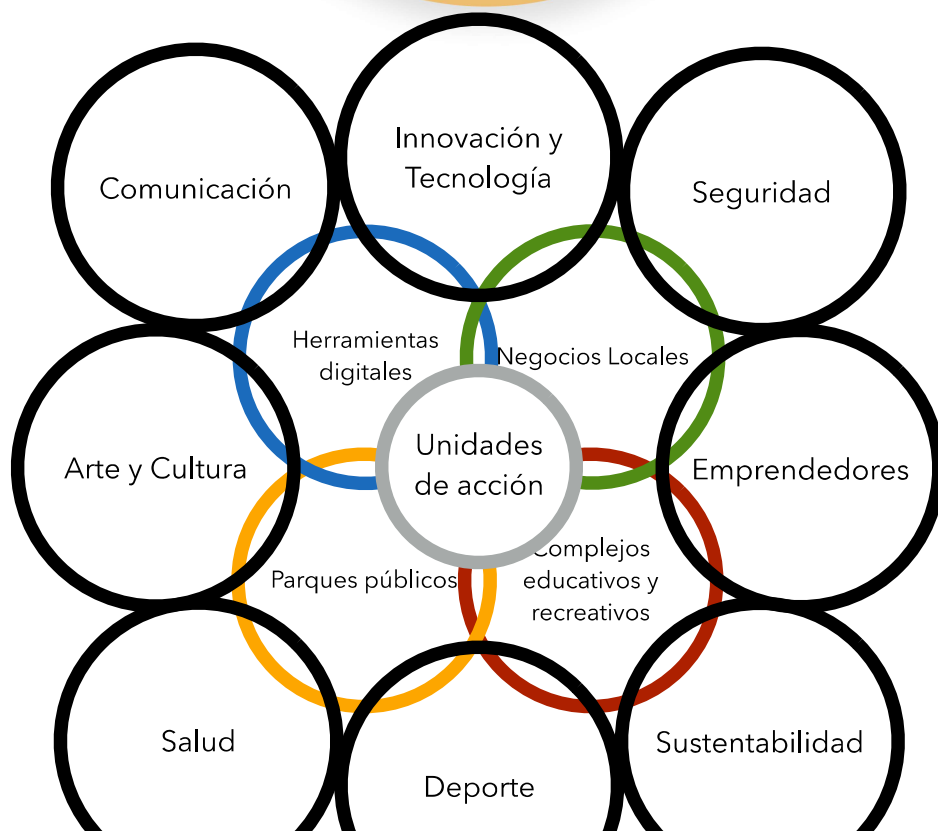 Innovación y
Tecnología
Comunicación
Seguridad
Herramientas
digitales
Negocios Locales
Unidades
de acción
Arte y Cultura
Emprendedores
Parques públicos
Complejos
educativos y
recreativos
Salud
Sustentabilidad
Deporte